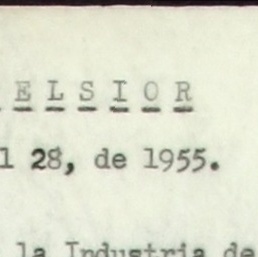 E L S I O R
l 28, de 1955.
la Industria de